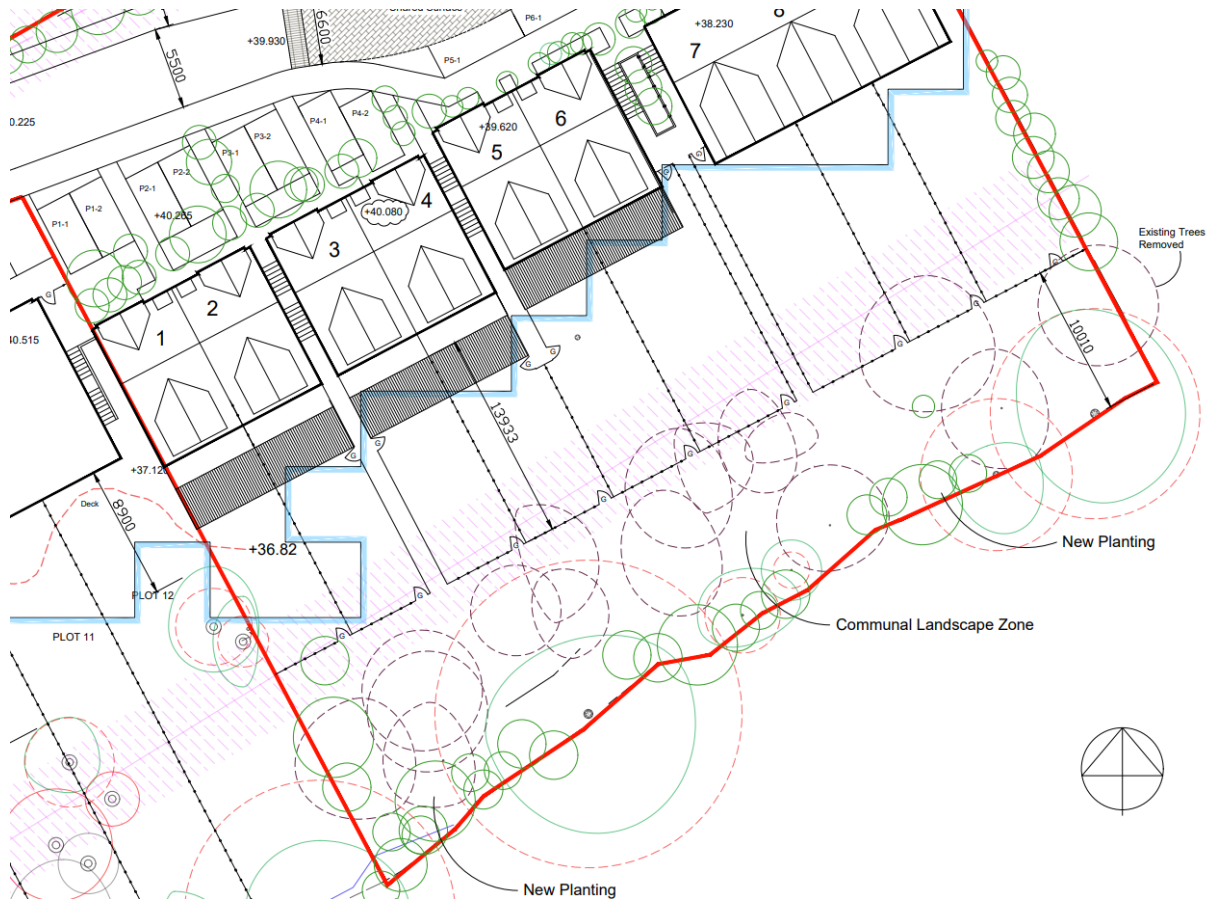 Shared Surface
6600
+39.930
P6-1
+38.230
8
7
5500
P5-1
6
+39.620
5
0.225
P4-1
P4-2
P3-2
P3-1
P2-2
P2-1
P1-2
P1-1
+40.265
4
+40.080
3
2
1
G
G
G
G
Existing Trees
Removed
40.515
G
G
10010
G
G
G
G
13933
G
G
G
G
+37.120
Deck
8900
+36.82
G
G
G
New Planting
PLOT 12
G
G
Communal Landscape Zone
PLOT 11
New Planting